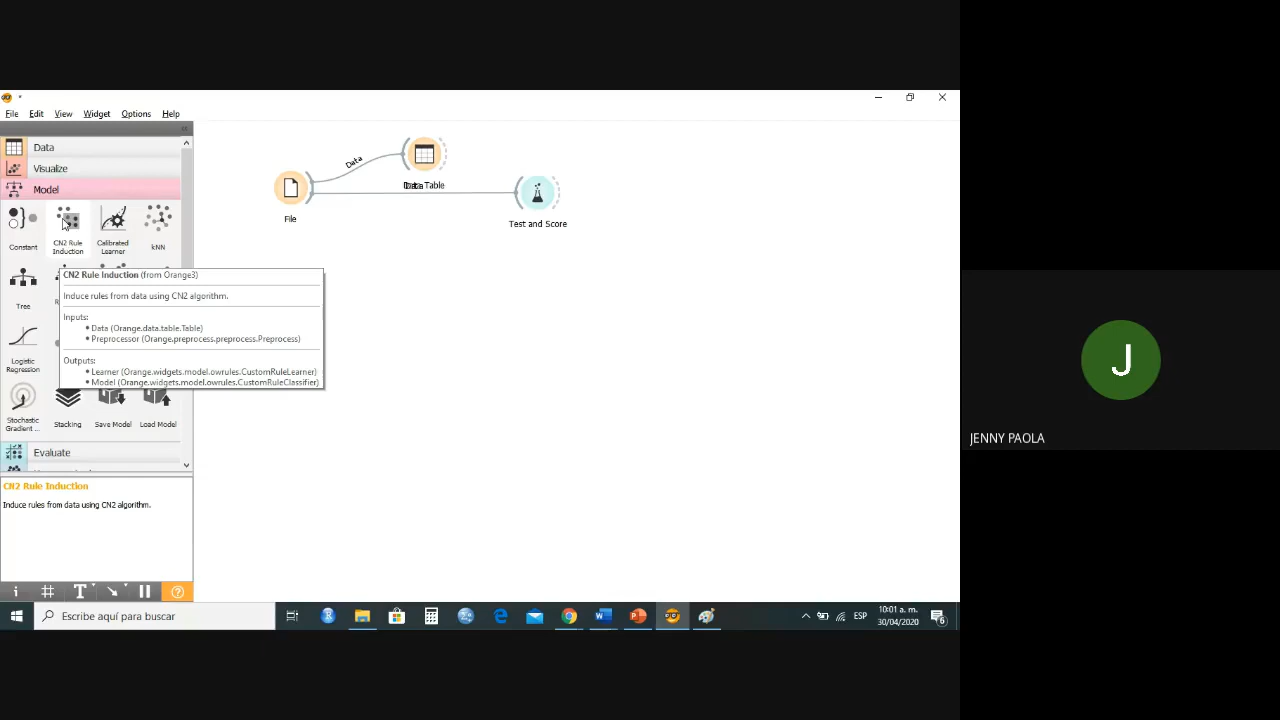 File Edit View Widget Options Help
Data
Visualize
Model
Constant
CN2 Rule
Induction
Calibrated
Learner
kNN
Tree
CN2 Rule Induction (from Orange3)
Induce rules from data using CN2 algorithm.
Inputs:
• Data (Orange.data.table.Table)
• Preprocessor (Orange.preprocess.preprocess.Preprocess)
Outputs:
• Learner (Orange.widgets.model.owrules.CustomRuleLearner)
• Model (Orange.widgets.model.owrules.CustomRuleClassifier)
Logistic
Regression
Stochastic
Gradient ...
Stacking
Save Model
Load Model
Evaluate
CN2 Rule Induction
Induce rules from data using CN2 algorithm.
Data
Data Table
File
Test and Score
J
JENNY PAOLA
Escribe aquí para buscar
ESP
10:01 a. m.
30/04/2020
6